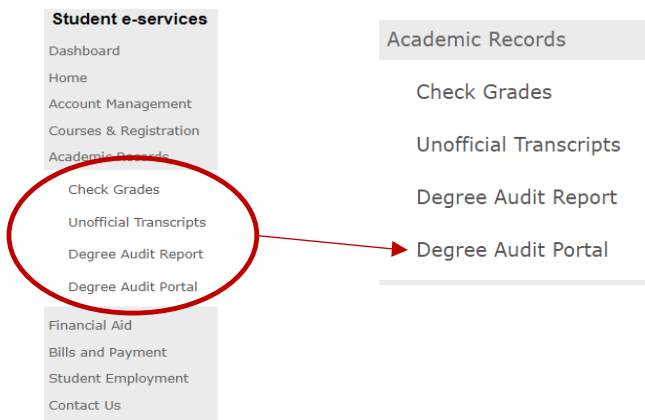 Student e-services
Dashboard
Home
Account Management
Courses & Registration
Academic Records
Check Grades
Unofficial Transcripts
Degree Audit Report
Degree Audit Portal
Financial Aid
Bills and Payment
Student Employment
Contact Us
Academic Records
Check Grades
Unofficial Transcripts
Degree Audit Report
Degree Audit Portal